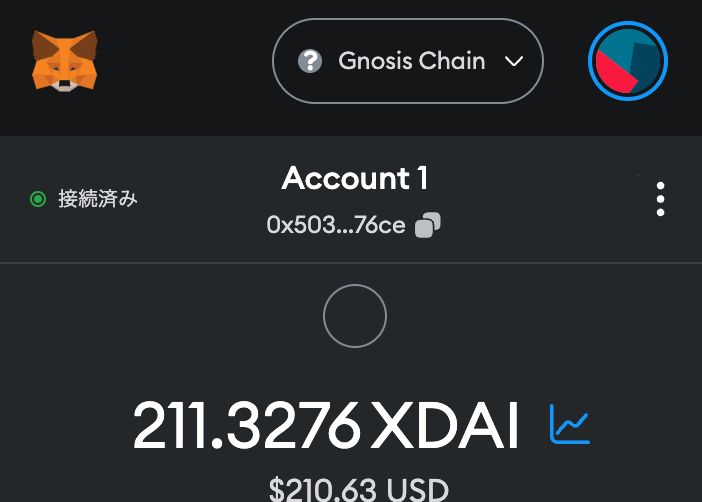 Gnosis Chain
Account 1
接続済み
0x503...76ce
211.3276 XDAI
$210.63 USD